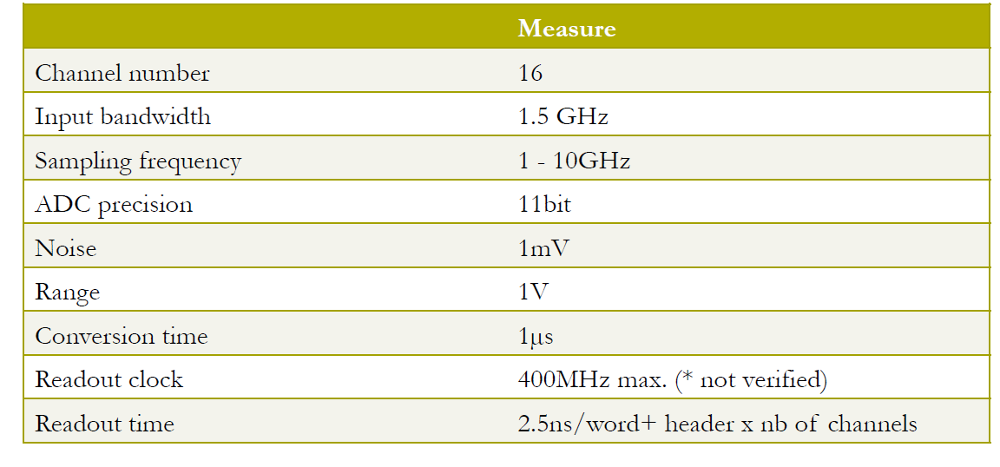 Measure
Channel number 16
Input bandwidth 1.5 GHz
Sampling frequency 1 - 10GHz
ADC precision 11bit
Noise 1mV
Range 1V
Conversion time 1μs
Readout clock 400MHz max. (* not verified)
Readout time 2.5ns/word+ header x nb of channels